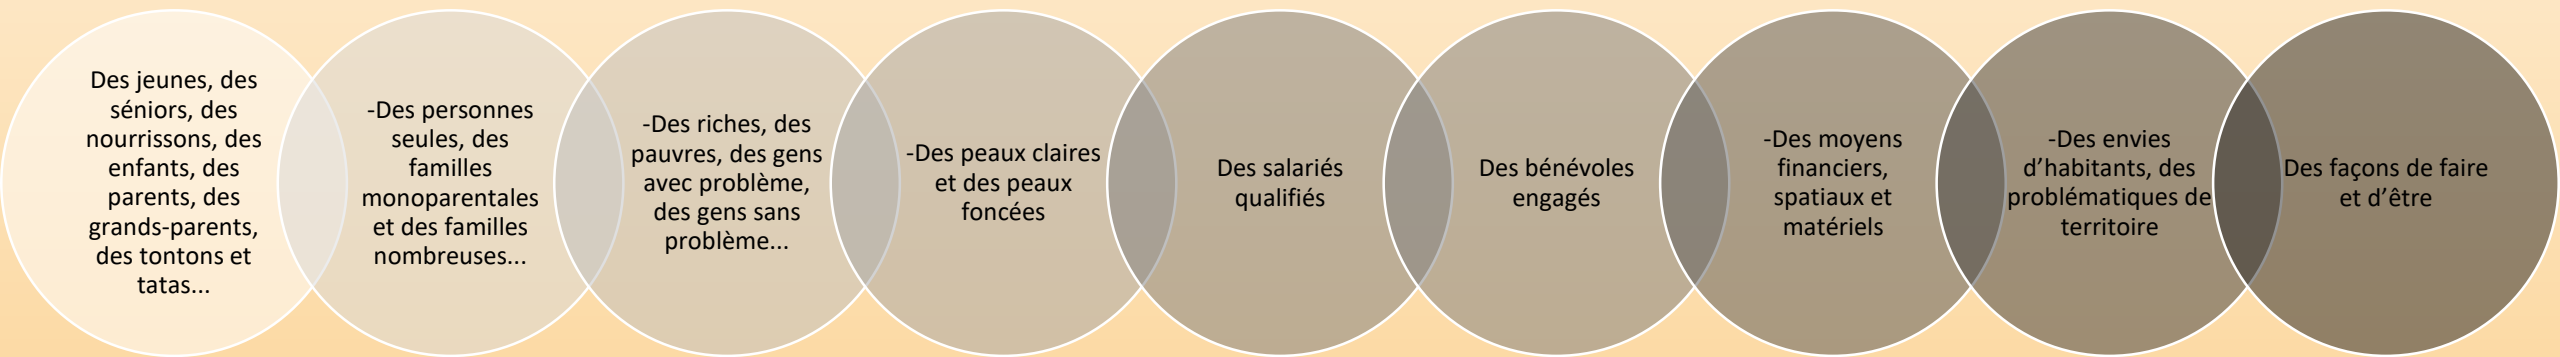 Des jeunes, des
séniors, des
nourrissons, des
enfants, des
parents, des
grands-parents,
des tontons et
tatas...
-Des personnes
seules, des
familles
monoparentales
et des familles
nombreuses...
-Des riches, des
pauvres, des gens
avec problème,
des gens sans
problème...
-Des peaux claires
et des peaux
foncées
Des salariés
qualifiés
Des bénévoles
engagés
-Des moyens
financiers,
spatiaux et
matériels
-Des envies
d’habitants, des
problématiques de
territoire
Des façons de faire
et d’être